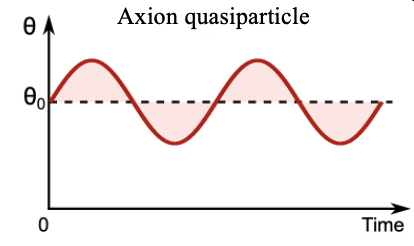 Axion quasiparticle
θ
θ₀
0
Time